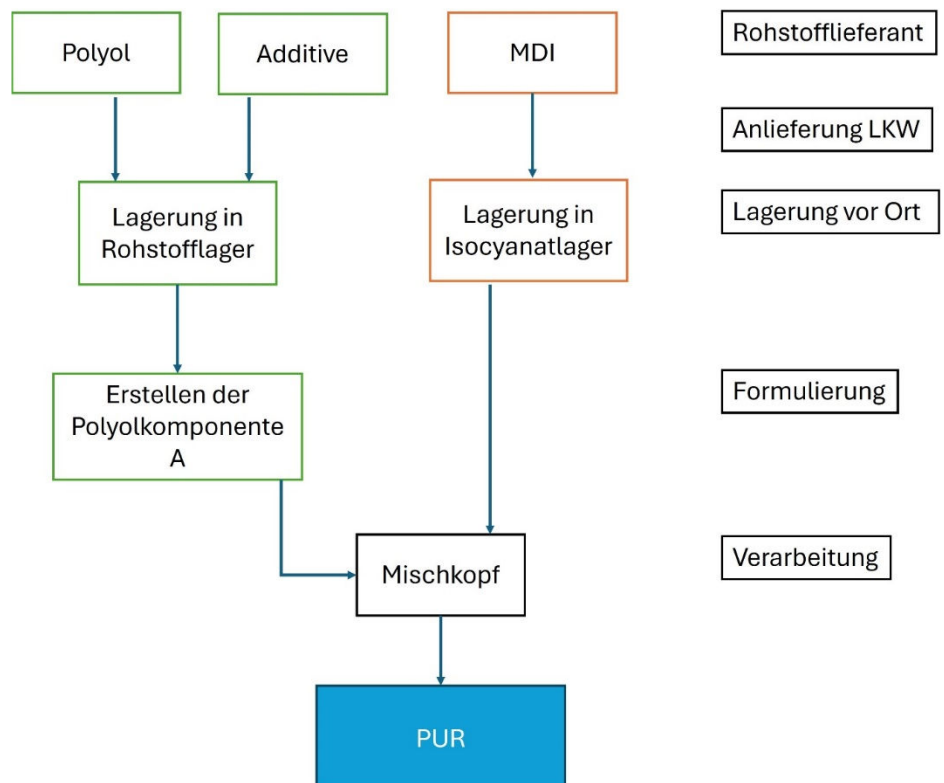 Polyol
Additive
MDI
Rohstofflieferant
Anlieferung LKW
Lagerung in
Rohstofflager
Lagerung in
Isocyanatlager
Lagerung vor Ort
Erstellen der
Polyolkomponente
A
Formulierung
Mischkopf
Verarbeitung
PUR